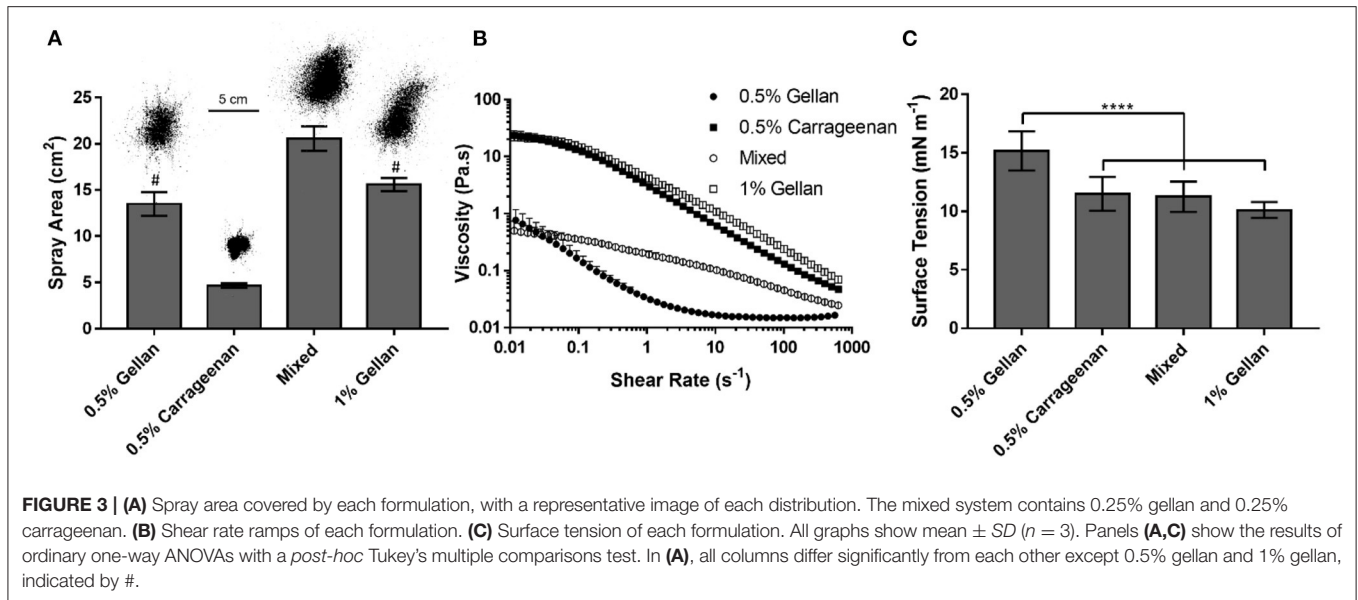 A
25
20
15
10
5
0
Spray Area (cm²)
#
5 cm
#
0.5% Gellan
0.5% Carrageenan
Mixed
1% Gellan
B
100
10
1
0.1
0.01
Viscosity (Pa.s)
0.01
0.1
1
10
100
1000
Shear Rate (s⁻¹)
0.5% Gellan
0.5% Carrageenan
Mixed
1% Gellan
C
20
15
10
5
0
Surface Tension (mN m⁻¹)
****
0.5% Gellan
0.5% Carrageenan
Mixed
1% Gellan
FIGURE 3 | (A) Spray area covered by each formulation, with a representative image of each distribution. The mixed system contains 0.25% gellan and 0.25%
carrageenan. (B) Shear rate ramps of each formulation. (C) Surface tension of each formulation. All graphs show mean ± SD (n = 3). Panels (A,C) show the results of
ordinary one-way ANOVAs with a post-hoc Tukey's multiple comparisons test. In (A), all columns differ significantly from each other except 0.5% gellan and 1% gellan,
indicated by #.